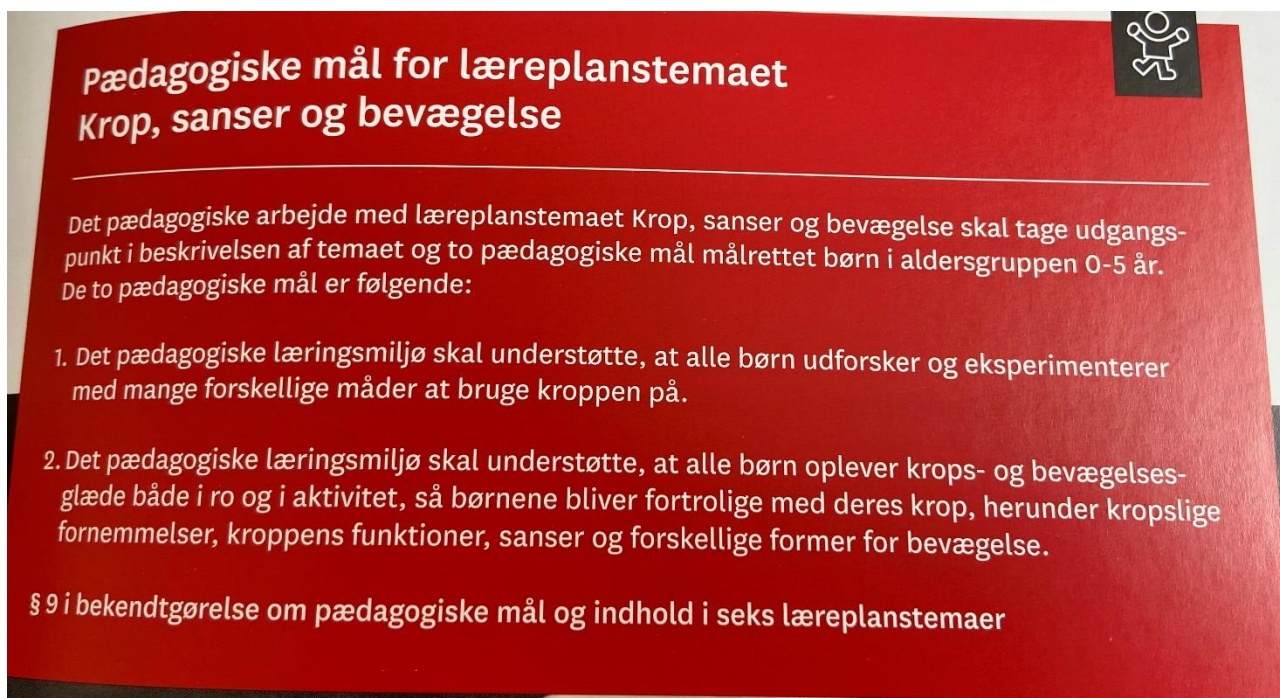 Pædagogiske mål for læreplanstemaet
Krop, sanser og bevægelse
Det pædagogiske arbejde med læreplanstemaet Krop, sanser og bevægelse skal tage udgangs-
punkt i beskrivelsen af temaet og to pædagogiske mål målrettet børn i aldersgruppen 0-5 år.
De to pædagogiske mål er følgende:
1. Det pædagogiske læringsmiljø skal understøtte, at alle børn udforsker og eksperimenterer
med mange forskellige måder at bruge kroppen på.
2. Det pædagogiske læringsmiljø skal understøtte, at alle børn oplever krops- og bevægelses-
glæde både i ro og i aktivitet, så børnene bliver fortrolige med deres krop, herunder kropslige
fornemmelser, kroppens funktioner, sanser og forskellige former for bevægelse.
§ 9 i bekendtgørelse om pædagogiske mål og indhold i seks læreplanstemaer